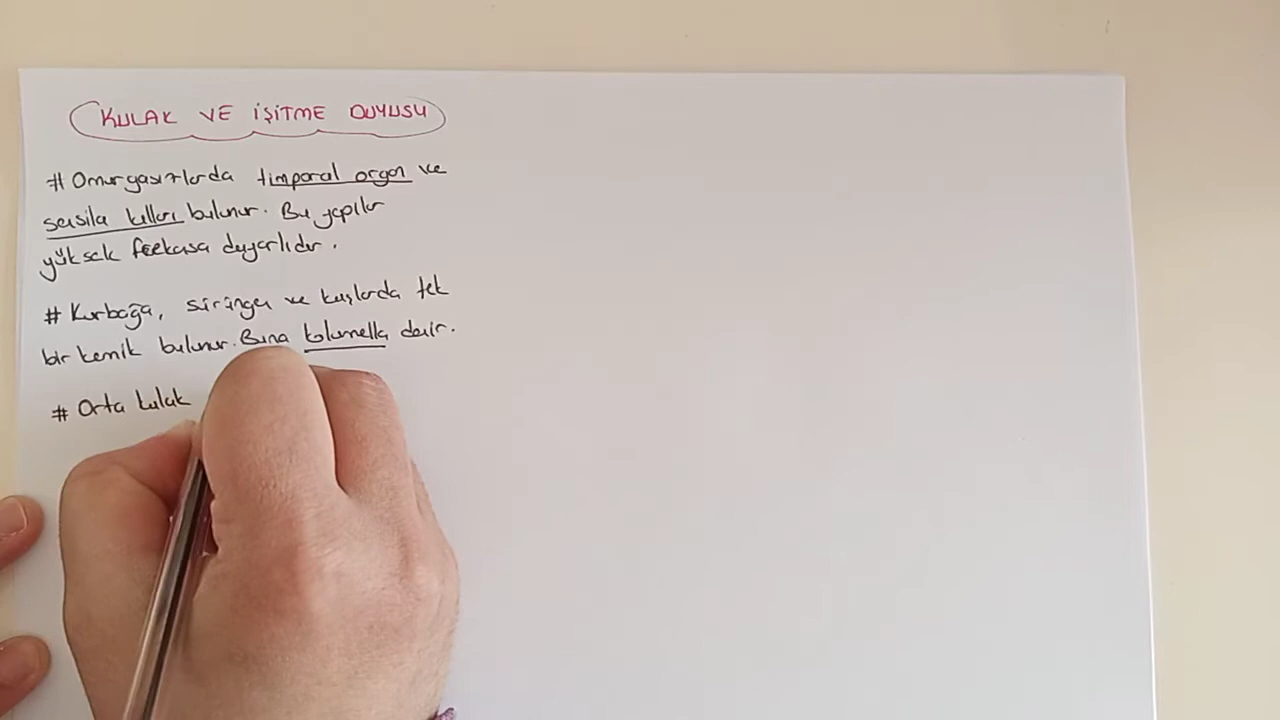 KULAK VE İŞİTME DUYUSU
# Omurgasızlarda timpanal organ ve
sensila kılları bulunur. Bu yapılar
yüksek frekansa duyarlıdır.
# Kurbağa, sürüngen ve kuşlarda tek
bir kemik bulunur. Buna kolumella denir.
# Orta kulak